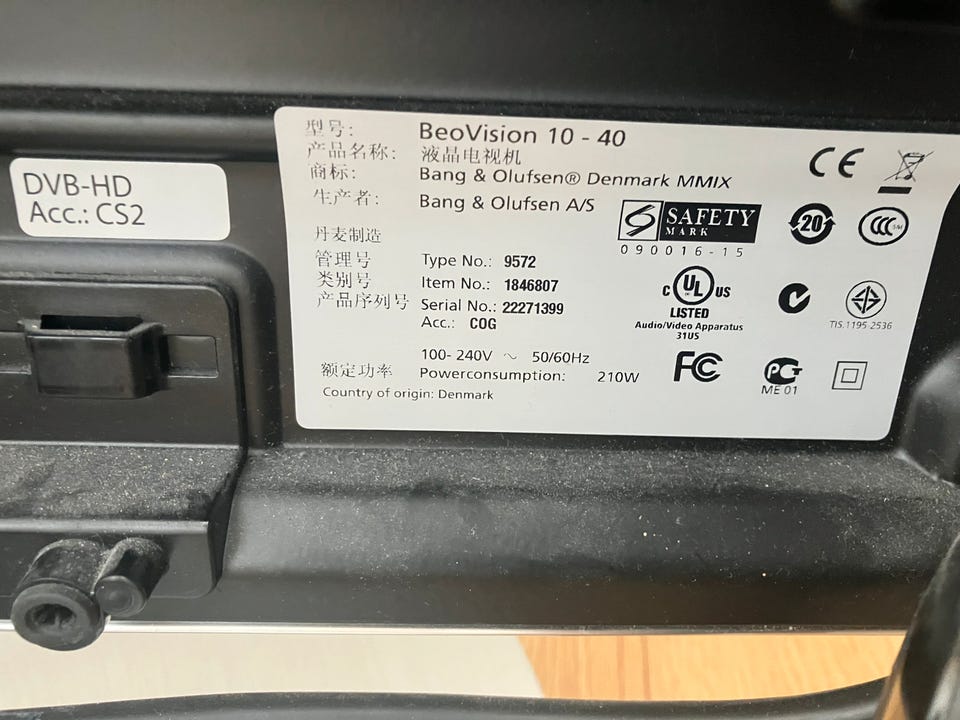 DVB-HD
Acc.: CS2
型号: BeoVision 10 - 40
产品名称: 液晶电视机
商标: Bang & Olufsen® Denmark MMIX
生产者: Bang & Olufsen A/S
丹麦制造
管理号 Type No.: 9572
类别号 Item No.: 1846807
产品序列号 Serial No.: 22271399
Acc.: COG
100- 240V ~ 50/60Hz
额定功率 Powerconsumption: 210W
Country of origin: Denmark
CE
S SAFETY
MARK
090016-15
20
CCC
S&E
C UL US
LISTED
Audio/Video Apparatus
31US
TIS.1195-2536
FC
PCT
ME 01